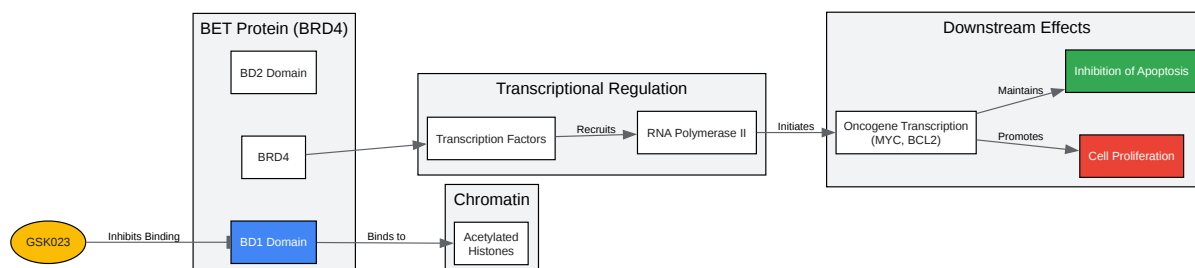 BET Protein (BRD4)
BD2 Domain
BRD4
BD1 Domain
GSK023
Inhibits Binding
Binds to
Chromatin
Acetylated
Histones
Transcriptional Regulation
Transcription Factors
Recruits
RNA Polymerase II
Initiates
Downstream Effects
Oncogene Transcription
(MYC, BCL2)
Maintains
Inhibition of Apoptosis
Promotes
Cell Proliferation